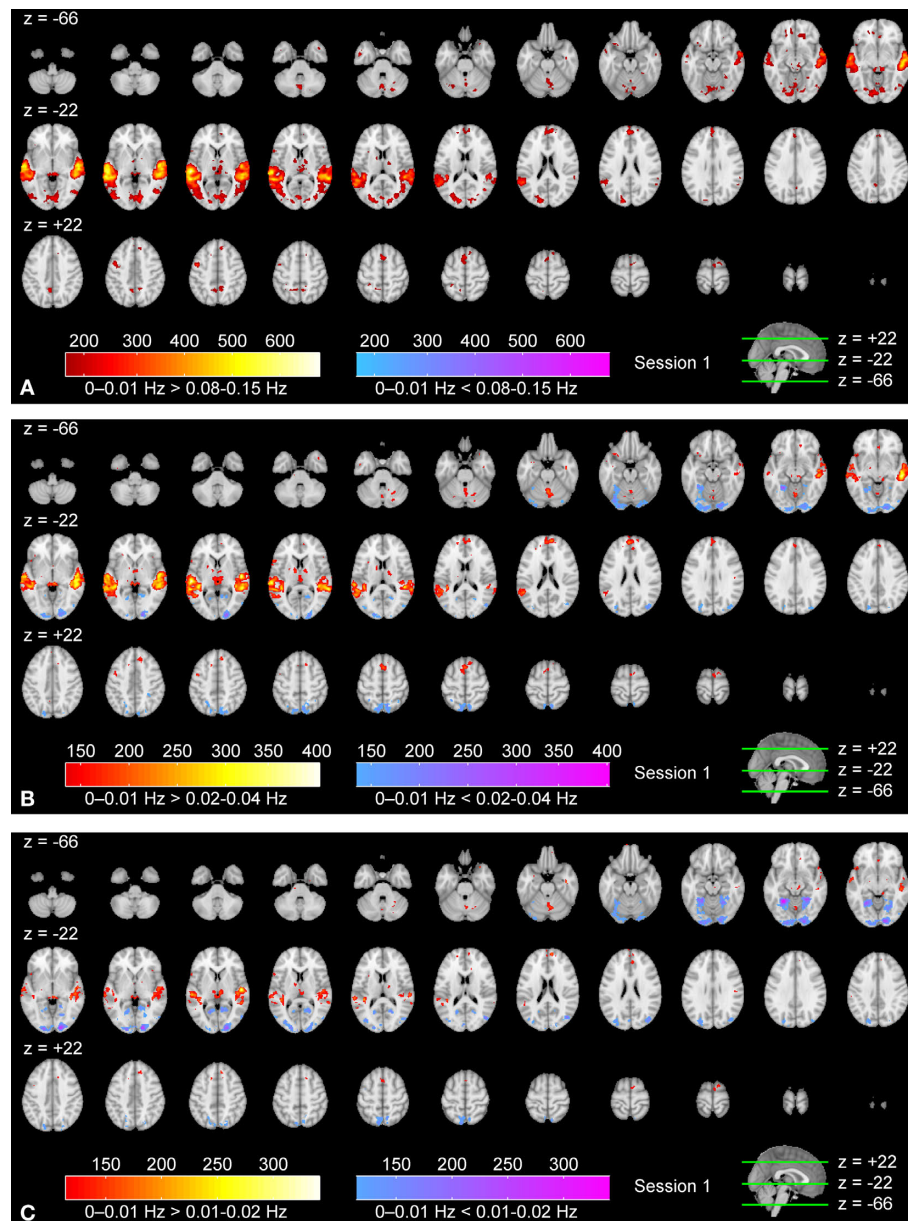 z = -66
z = -22
z = +22
200 300 400 500 600
200 300 400 500 600
0–0.01 Hz > 0.08-0.15 Hz
0–0.01 Hz < 0.08-0.15 Hz
Session 1
z = +22
z = -22
z = -66
A
z = -66
z = -22
z = +22
150 200 250 300 350 400
150 200 250 300 350 400
0–0.01 Hz > 0.02-0.04 Hz
0–0.01 Hz < 0.02-0.04 Hz
Session 1
z = +22
z = -22
z = -66
B
z = -66
z = -22
z = +22
150 200 250 300
150 200 250 300
0–0.01 Hz > 0.01-0.02 Hz
0–0.01 Hz < 0.01-0.02 Hz
Session 1
z = +22
z = -22
z = -66
C